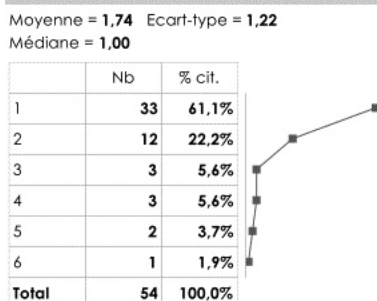 Moyenne = 1,74 Ecart-type = 1,22
Médiane = 1,00
Nb % cit.
1 33 61,1%
2 12 22,2%
3 3 5,6%
4 3 5,6%
5 2 3,7%
6 1 1,9%
Total 54 100,0%